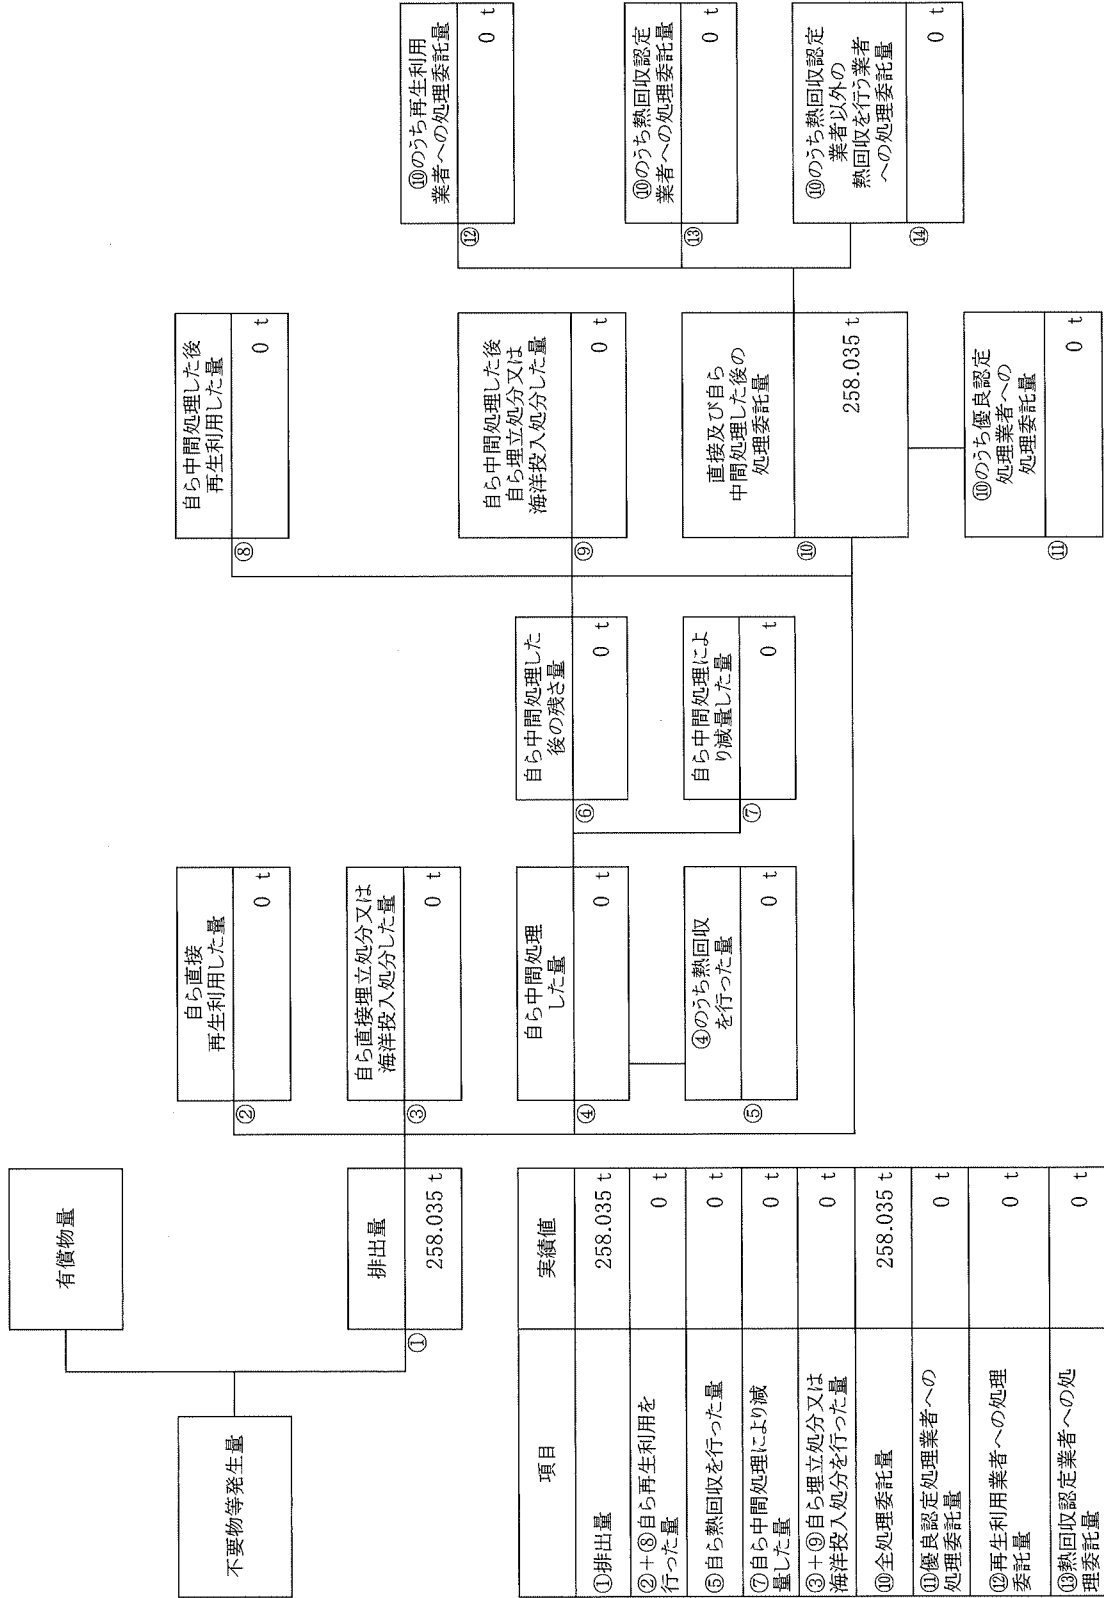 不要物等発生量
有償物量
排出量
①
258.035 t
自ら直接
再生利用した量
②
0 t
自ら直接埋立処分又は
海洋投入処分した量
③
0 t
自ら中間処理
した量
④
0 t
④のうち熱回収
を行った量
⑤
0 t
自ら中間処理した
後の残さ量
⑥
0 t
自ら中間処理によ
り減量した量
⑦
0 t
自ら中間処理した後
再生利用した量
⑧
0 t
自ら中間処理した後
自ら埋立処分又は
海洋投入処分した量
⑨
0 t
直接及び自ら
中間処理した後の
処理委託量
⑩
258.035 t
⑩のうち優良認定
処理業者への
処理委託量
⑪
0 t
⑩のうち再生利用
業者への処理委託量
⑫
0 t
⑩のうち熱回収認定
業者への処理委託量
⑬
0 t
⑩のうち熱回収認定
業者以外の
熱回収を行う業者
への処理委託量
⑭
0 t
項目 実績値
①排出量 258.035 t
②+⑧自ら再生利用を
行った量 0 t
⑤自ら熱回収を行った量 0 t
⑦自ら中間処理により減
量した量 0 t
③+⑨自ら埋立処分又は
海洋投入処分を行った量 0 t
⑩全処理委託量 258.035 t
⑪優良認定処理業者への
処理委託量 0 t
⑫再生利用業者への処理
委託量 0 t
⑬熱回収認定業者への処
理委託量 0 t